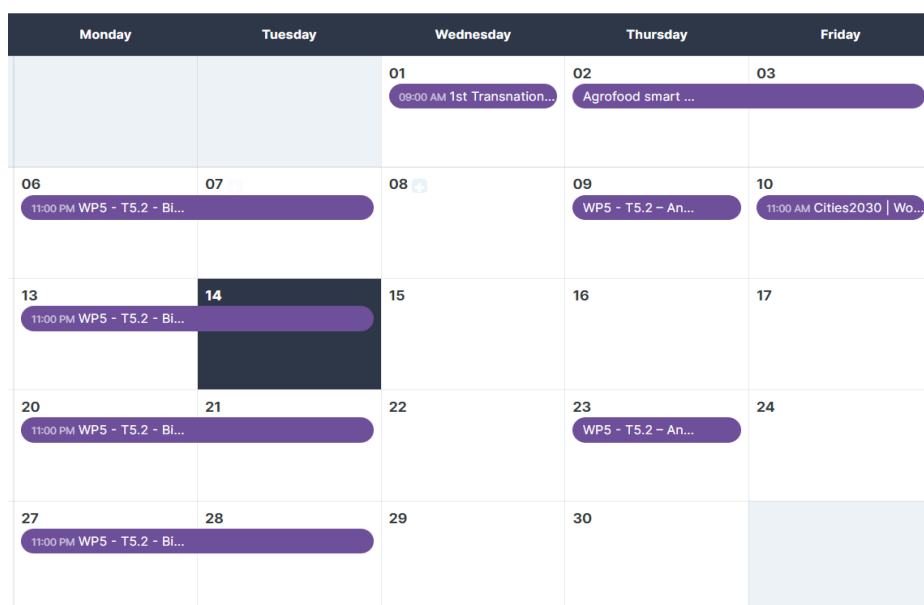 Monday Tuesday Wednesday Thursday Friday
01 02 03
09:00 AM 1st Transnation... Agrofood smart ...
06 07 08 09 10
11:00 PM WP5 - T5.2 - Bi... WP5 - T5.2 – An... 11:00 AM Cities2030 | Wo...
13 14 15 16 17
11:00 PM WP5 - T5.2 - Bi...
20 21 22 23 24
11:00 PM WP5 - T5.2 - Bi... WP5 - T5.2 – An...
27 28 29 30
11:00 PM WP5 - T5.2 - Bi...